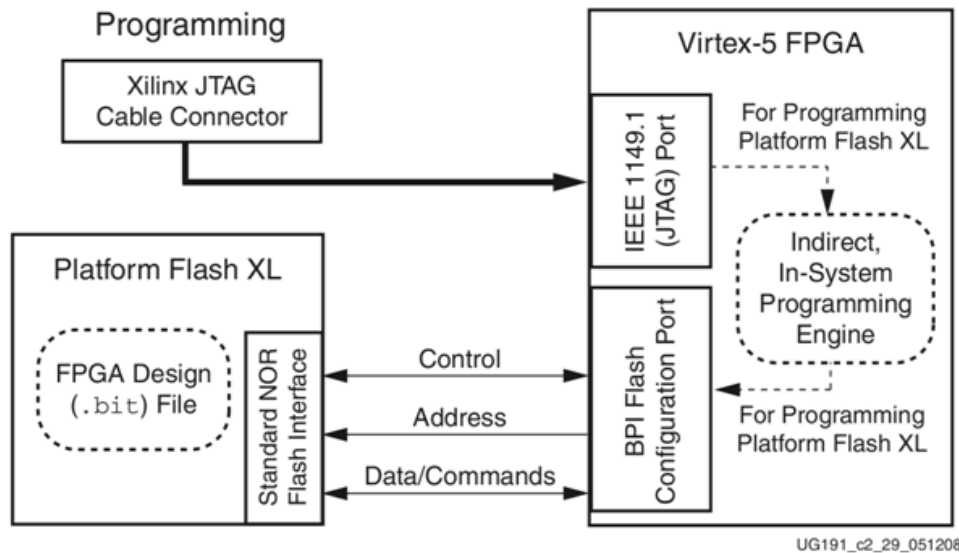 Programming
Xilinx JTAG
Cable Connector
Virtex-5 FPGA
IEEE 1149.1
(JTAG) Port
For Programming
Platform Flash XL
Indirect,
In-System
Programming
Engine
For Programming
Platform Flash XL
Platform Flash XL
FPGA Design
(.bit) File
Standard NOR
Flash Interface
Control
Address
Data/Commands
BPI Flash
Configuration Port
UG191_c2_29_051208